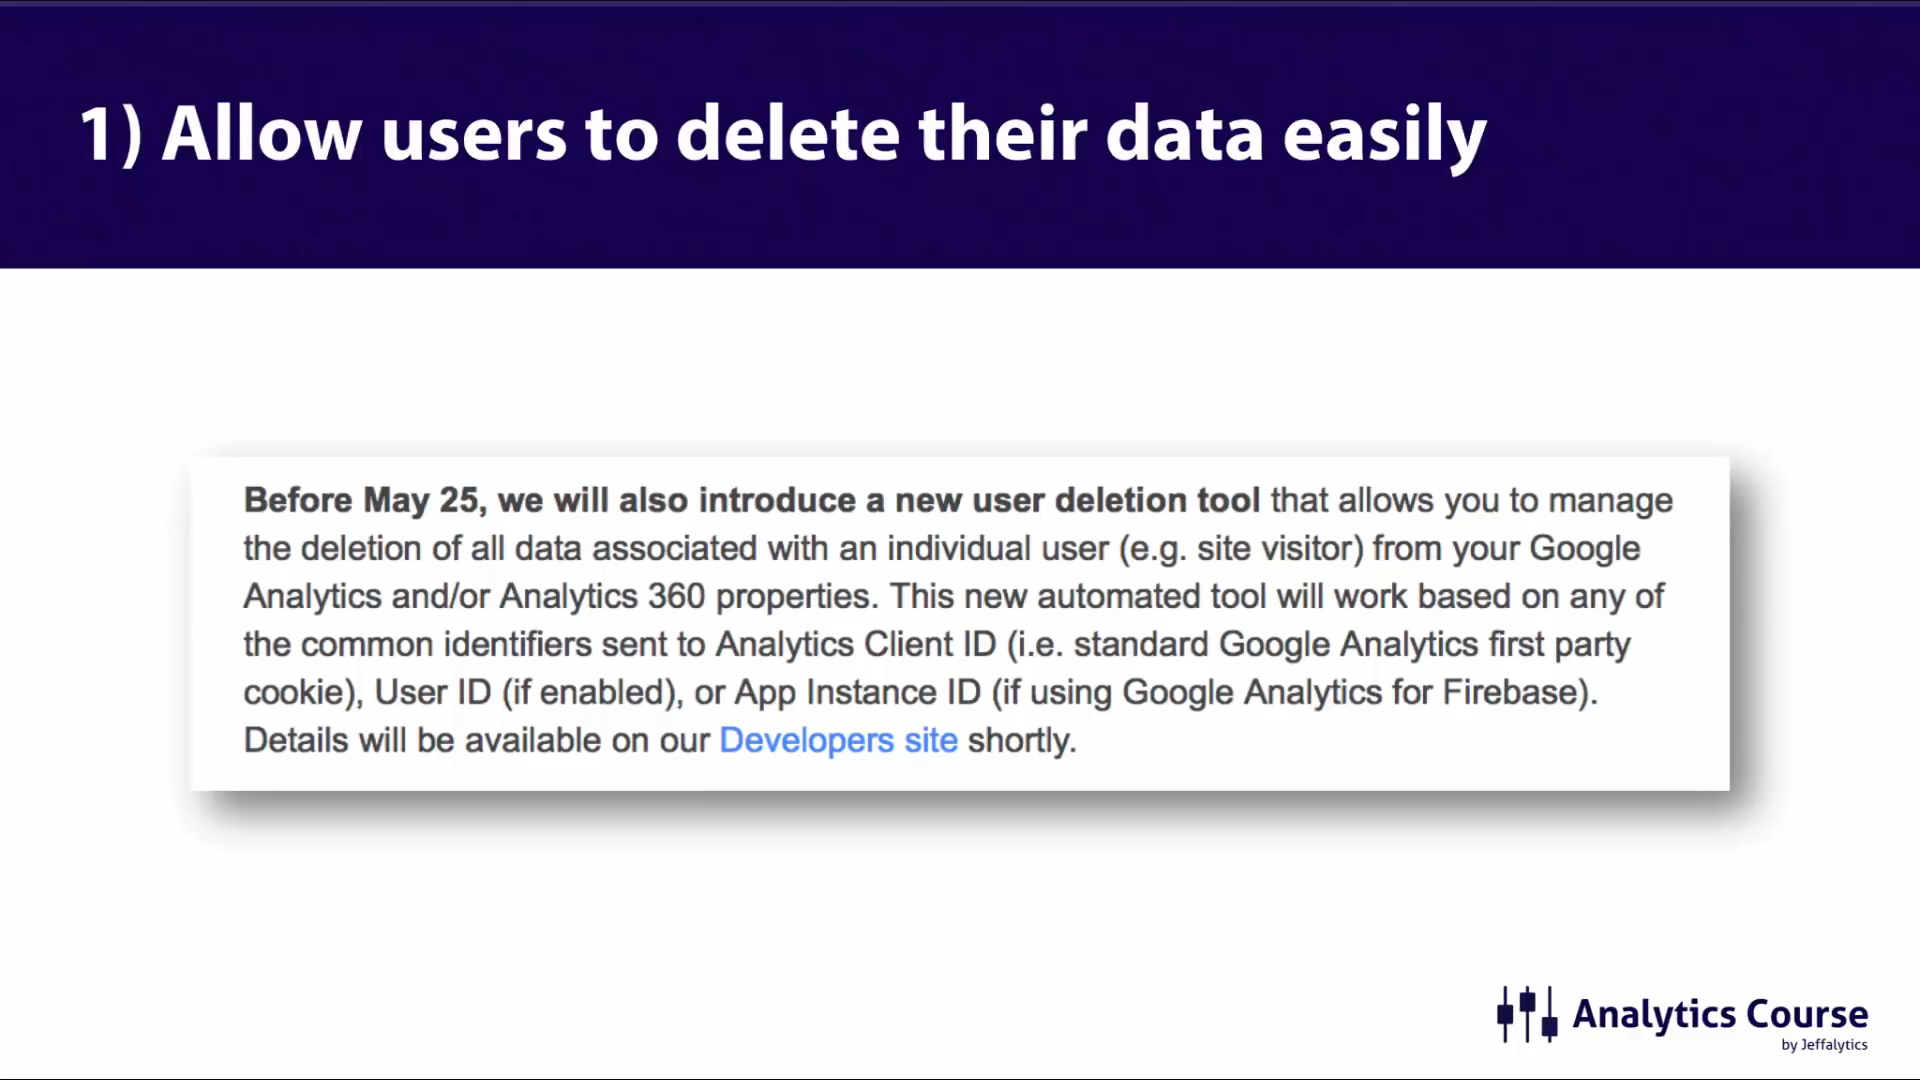 1) Allow users to delete their data easily
Before May 25, we will also introduce a new user deletion tool that allows you to manage
the deletion of all data associated with an individual user (e.g. site visitor) from your Google
Analytics and/or Analytics 360 properties. This new automated tool will work based on any of
the common identifiers sent to Analytics Client ID (i.e. standard Google Analytics first party
cookie), User ID (if enabled), or App Instance ID (if using Google Analytics for Firebase).
Details will be available on our Developers site shortly.
Analytics Course
by Jeffalytics